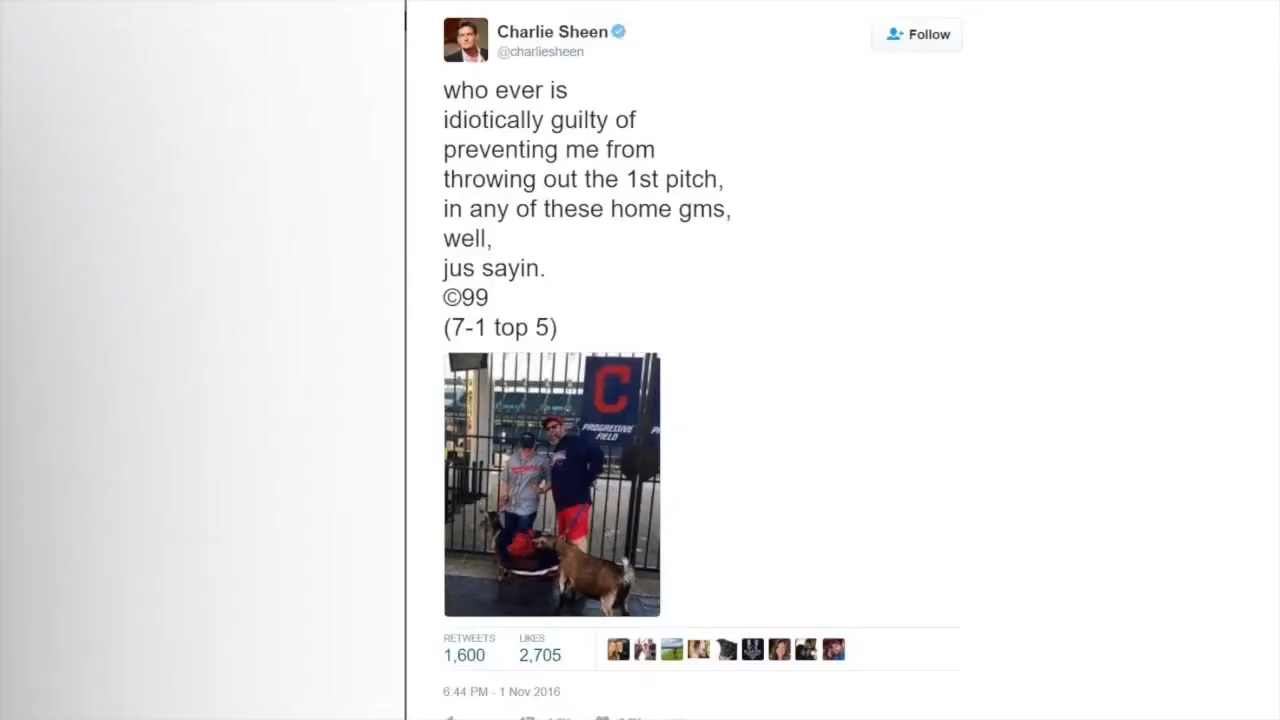 Charlie Sheen
@charliesheen
Follow
who ever is
idiotically guilty of
preventing me from
throwing out the 1st pitch,
in any of these home gms,
well,
jus sayin.
©99
(7-1 top 5)
C
PROGRESSIVE
FIELD
RETWEETS
1,600
LIKES
2,705
6:44 PM - 1 Nov 2016